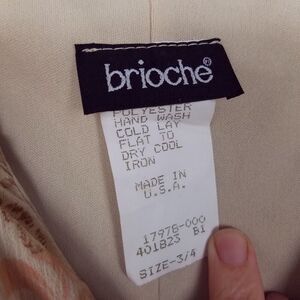 brioche®
POLYESTER
HAND WASH
COLD LAY
FLAT TO
DRY COOL
IRON
MADE IN
U.S.A.
17978-000
401823 BI
SIZE-3/4